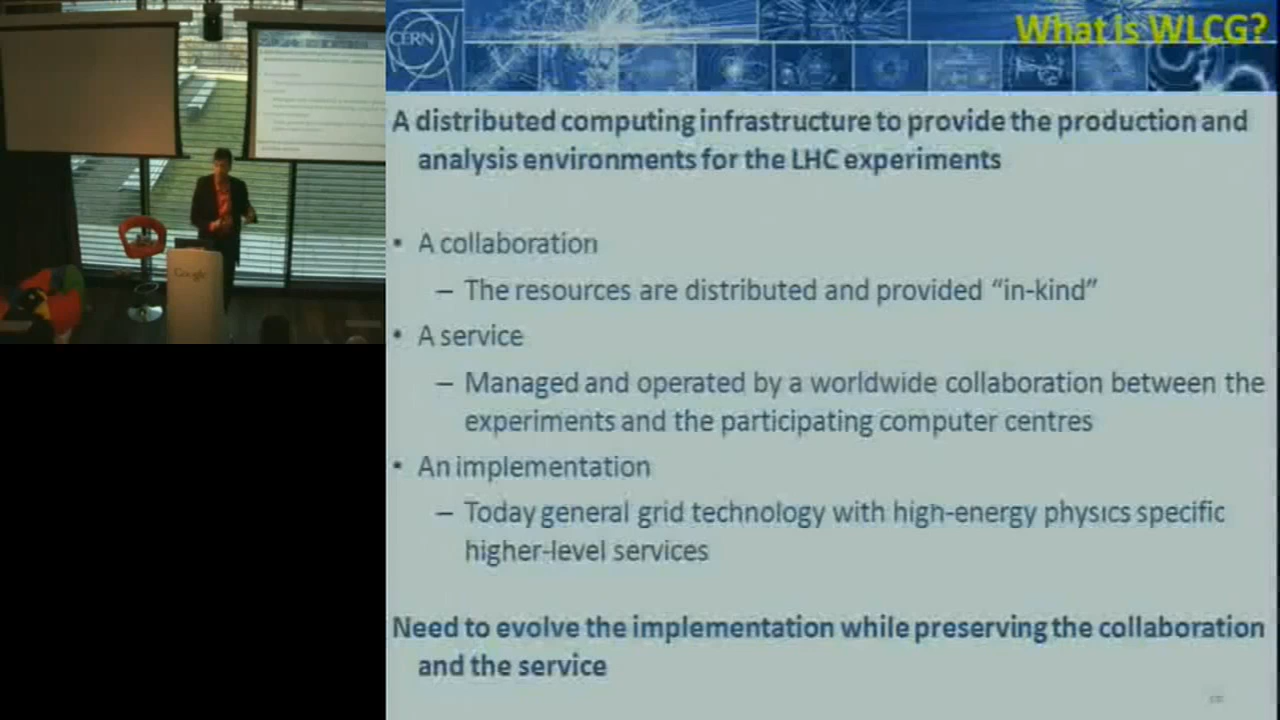 CERN
What is WLCG?
A distributed computing infrastructure to provide the production and
analysis environments for the LHC experiments
• A collaboration
– The resources are distributed and provided "in-kind"
• A service
– Managed and operated by a worldwide collaboration between the
experiments and the participating computer centres
• An implementation
– Today general grid technology with high-energy physics specific
higher-level services
Need to evolve the implementation while preserving the collaboration
and the service
Google